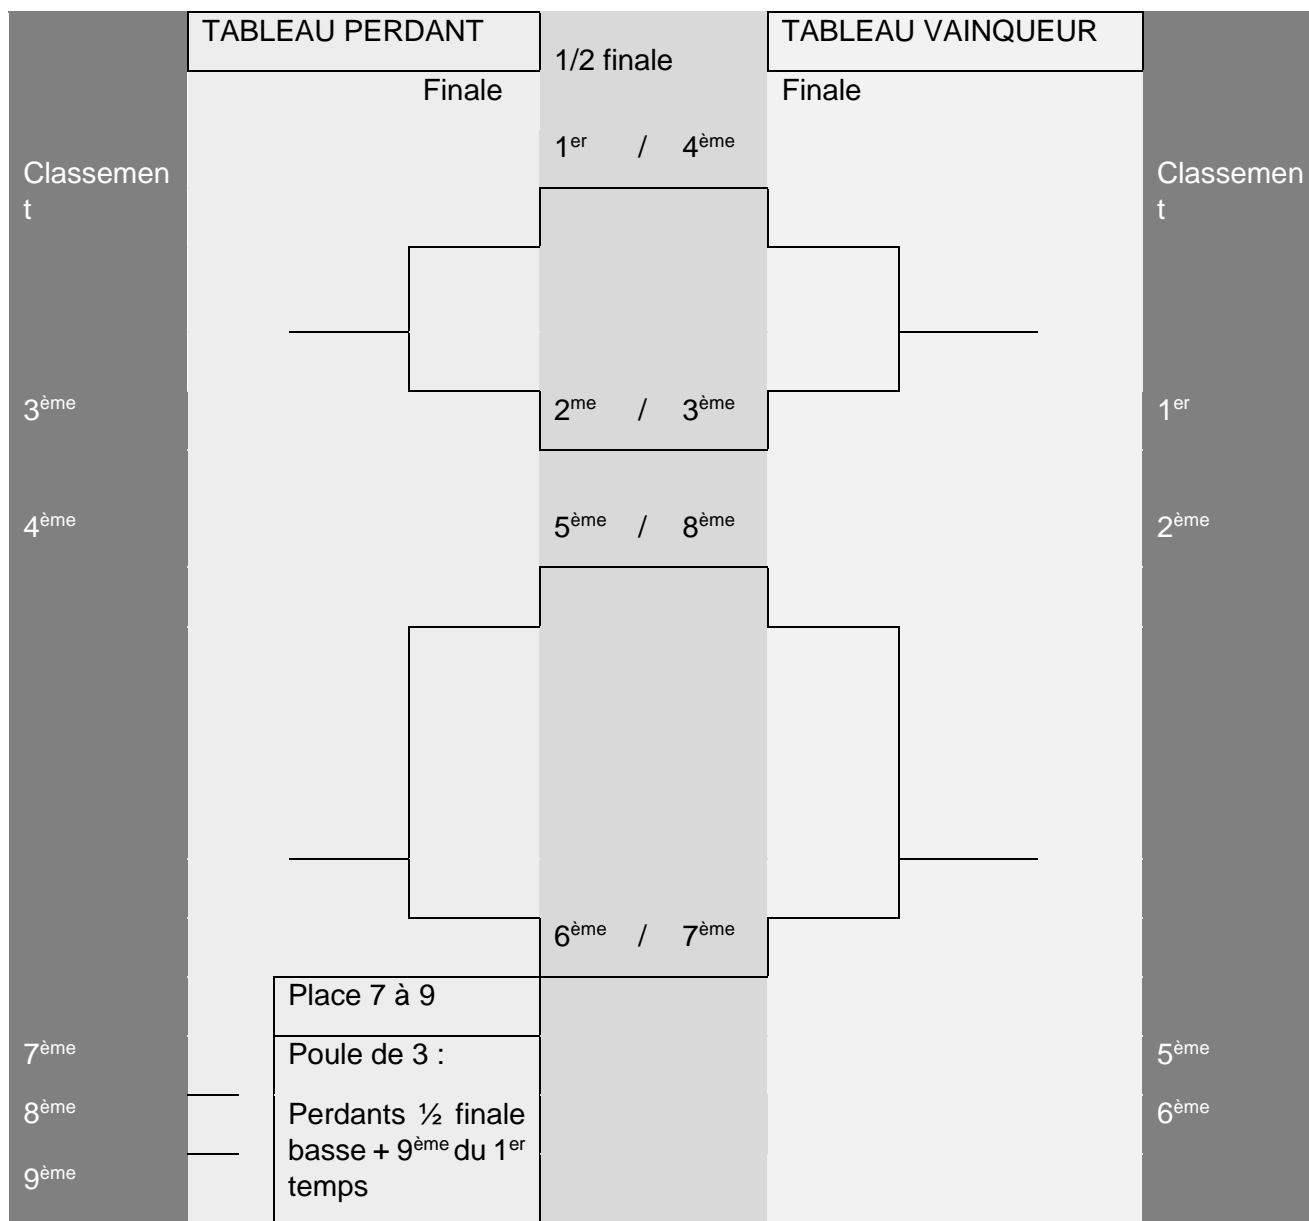 TABLEAU PERDANT
1/2 finale
TABLEAU VAINQUEUR
Finale
Finale
1er / 4ème
Classemen
t
Classemen
t
3ème
2me / 3ème
1er
4ème
5ème / 8ème
2ème
6ème / 7ème
Place 7 à 9
7ème
Poule de 3 :
5ème
8ème
Perdants ½ finale
basse + 9ème du 1er
temps
6ème
9ème